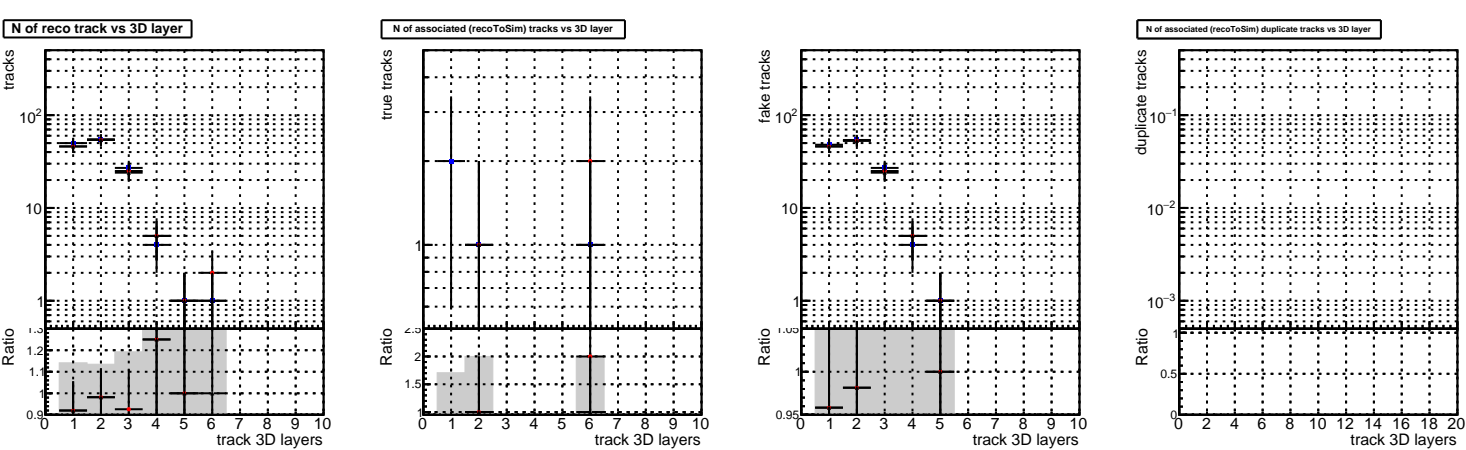 N of reco track vs 3D layer
tracks
10²
10
1
Ratio
1.3
1.2
1.1
1
0.9
0 1 2 3 4 5 6 7 8 9 10
track 3D layers
N of associated (recoToSim) tracks vs 3D layer
true tracks
1
Ratio
2.5
2
1.5
1
0 1 2 3 4 5 6 7 8 9 10
track 3D layers
fake tracks
10²
10
1
Ratio
1.05
1
0.95
0 1 2 3 4 5 6 7 8 9 10
track 3D layers
N of associated (recoToSim) duplicate tracks vs 3D layer
duplicate tracks
10⁻¹
10⁻²
10⁻³
Ratio
1
0.5
0
0 2 4 6 8 10 12 14 16 18 20
track 3D layers